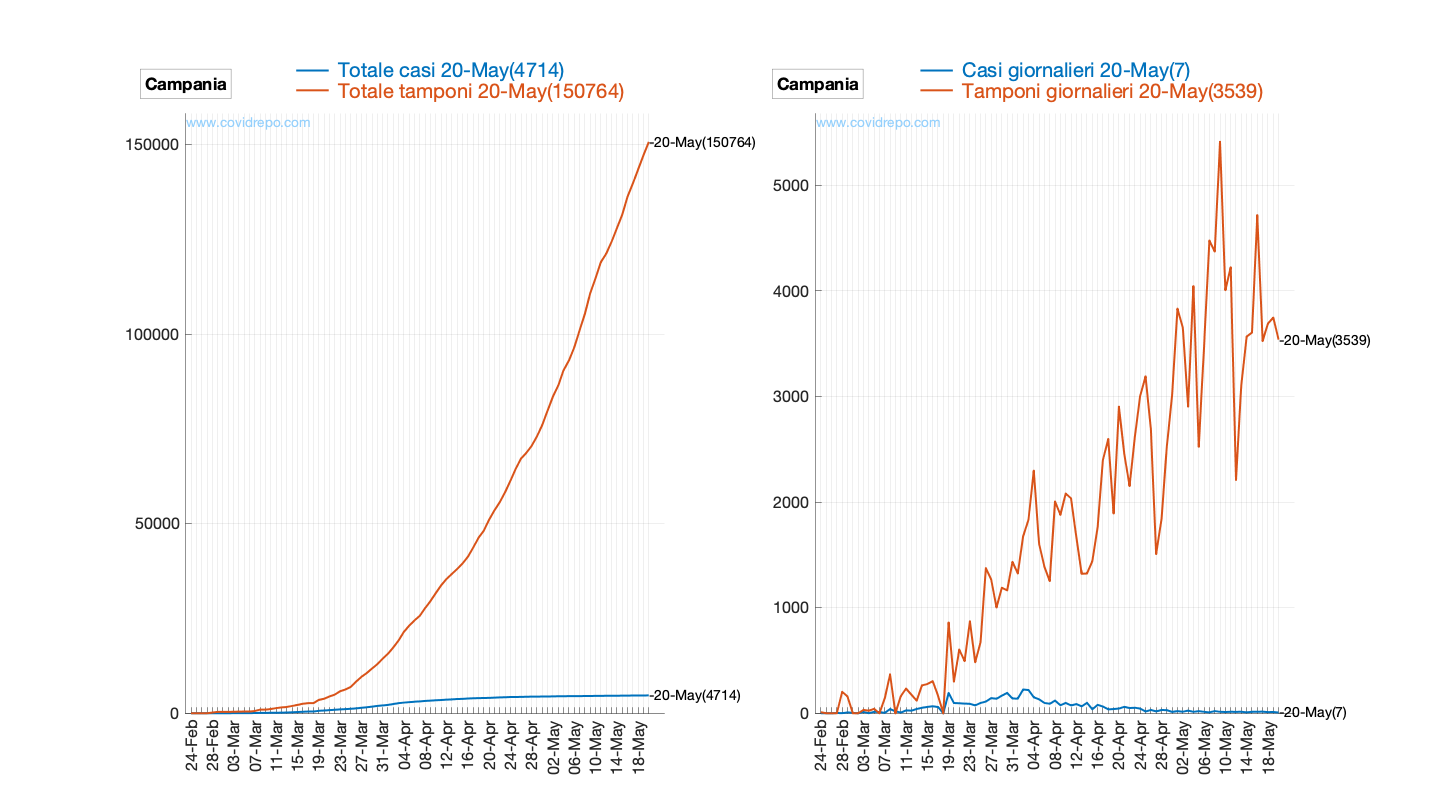 Campania
Totale casi 20-May(4714)
Totale tamponi 20-May(150764)
www.covidrepo.com
150000
100000
50000
0
-20-May(150764)
-20-May(4714)
24-Feb
28-Feb
03-Mar
07-Mar
11-Mar
15-Mar
19-Mar
23-Mar
27-Mar
31-Mar
04-Apr
08-Apr
12-Apr
16-Apr
20-Apr
24-Apr
28-Apr
02-May
06-May
10-May
14-May
18-May
Campania
Casi giornalieri 20-May(7)
Tamponi giornalieri 20-May(3539)
www.covidrepo.com
5000
4000
3000
2000
1000
0
-20-May(3539)
-20-May(7)
24-Feb
28-Feb
03-Mar
07-Mar
11-Mar
15-Mar
19-Mar
23-Mar
27-Mar
31-Mar
04-Apr
08-Apr
12-Apr
16-Apr
20-Apr
24-Apr
28-Apr
02-May
06-May
10-May
14-May
18-May